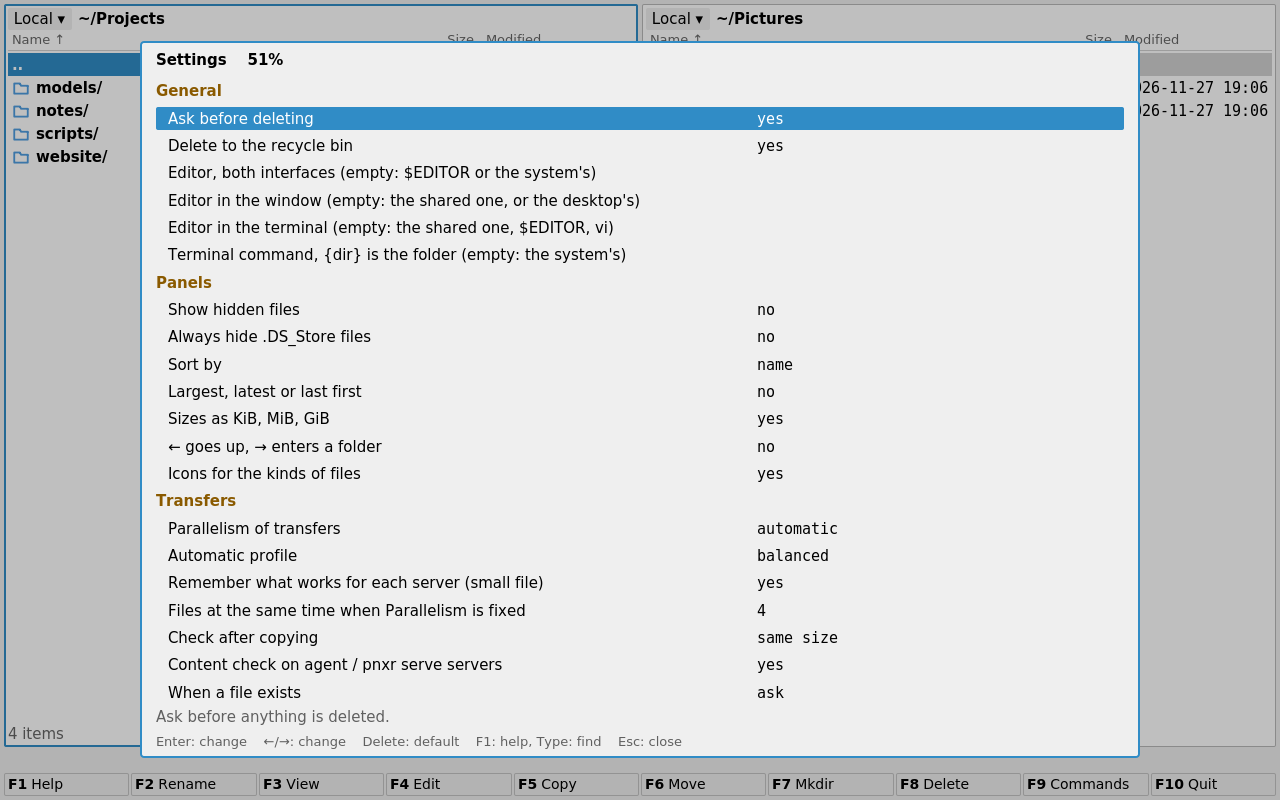 Local ▾ ~/Projects
Local ▾ ~/Pictures
Name ↑ Size Modified
Name ↑ Size Modified
Settings 51%
..
General
models/
notes/
scripts/
website/
26-11-27 19:06
26-11-27 19:06
Ask before deleting yes
Delete to the recycle bin yes
Editor, both interfaces (empty: $EDITOR or the system's)
Editor in the window (empty: the shared one, or the desktop's)
Editor in the terminal (empty: the shared one, $EDITOR, vi)
Terminal command, {dir} is the folder (empty: the system's)
Panels
Show hidden files no
Always hide .DS_Store files no
Sort by name
Largest, latest or last first no
Sizes as KiB, MiB, GiB yes
← goes up, → enters a folder no
Icons for the kinds of files yes
Transfers
Parallelism of transfers automatic
Automatic profile balanced
Remember what works for each server (small file) yes
Files at the same time when Parallelism is fixed 4
Check after copying same size
Content check on agent / pnxr serve servers yes
When a file exists ask
Ask before anything is deleted.
4 items
Enter: change ←/→: change Delete: default F1: help, Type: find Esc: close
F1 Help F2 Rename F3 View F4 Edit F5 Copy F6 Move F7 Mkdir F8 Delete F9 Commands F10 Quit